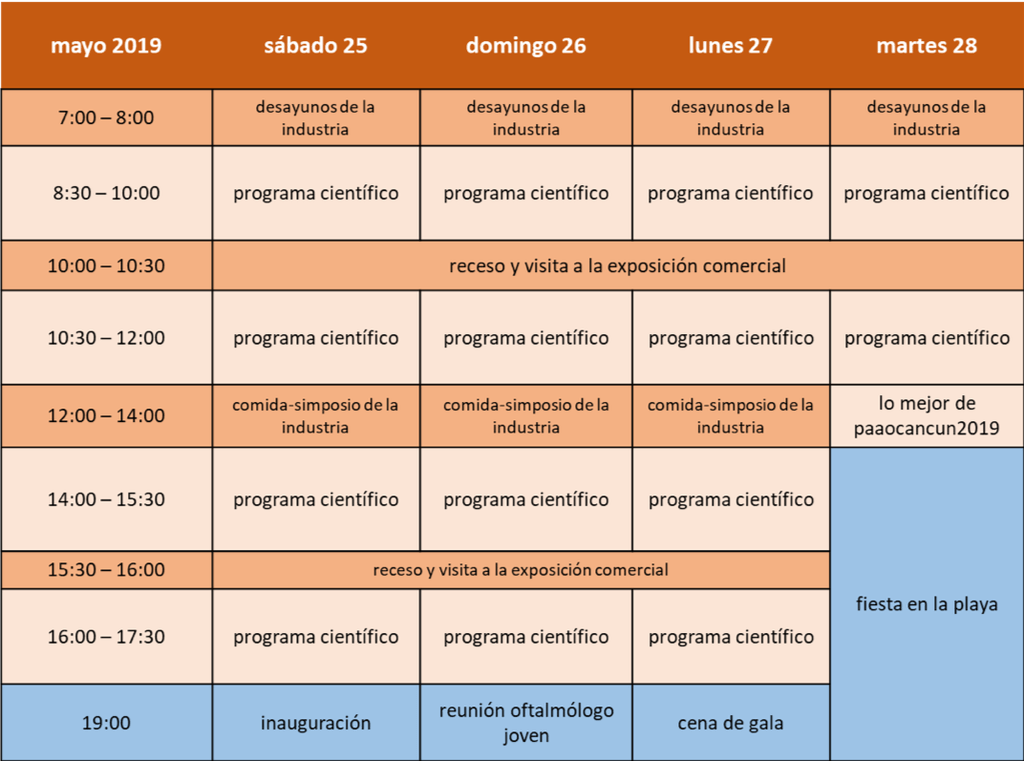 mayo 2019 sábado 25 domingo 26 lunes 27 martes 28
7:00 – 8:00 desayunos de la industria desayunos de la industria desayunos de la industria desayunos de la industria
8:30 – 10:00 programa científico programa científico programa científico programa científico
10:00 – 10:30 receso y visita a la exposición comercial
10:30 – 12:00 programa científico programa científico programa científico programa científico
12:00 – 14:00 comida-simposio de la industria comida-simposio de la industria comida-simposio de la industria lo mejor de paaocancun2019
14:00 – 15:30 programa científico programa científico programa científico
15:30 – 16:00 receso y visita a la exposición comercial
fiesta en la playa
16:00 – 17:30 programa científico programa científico programa científico
19:00 inauguración reunión oftalmólogo joven cena de gala